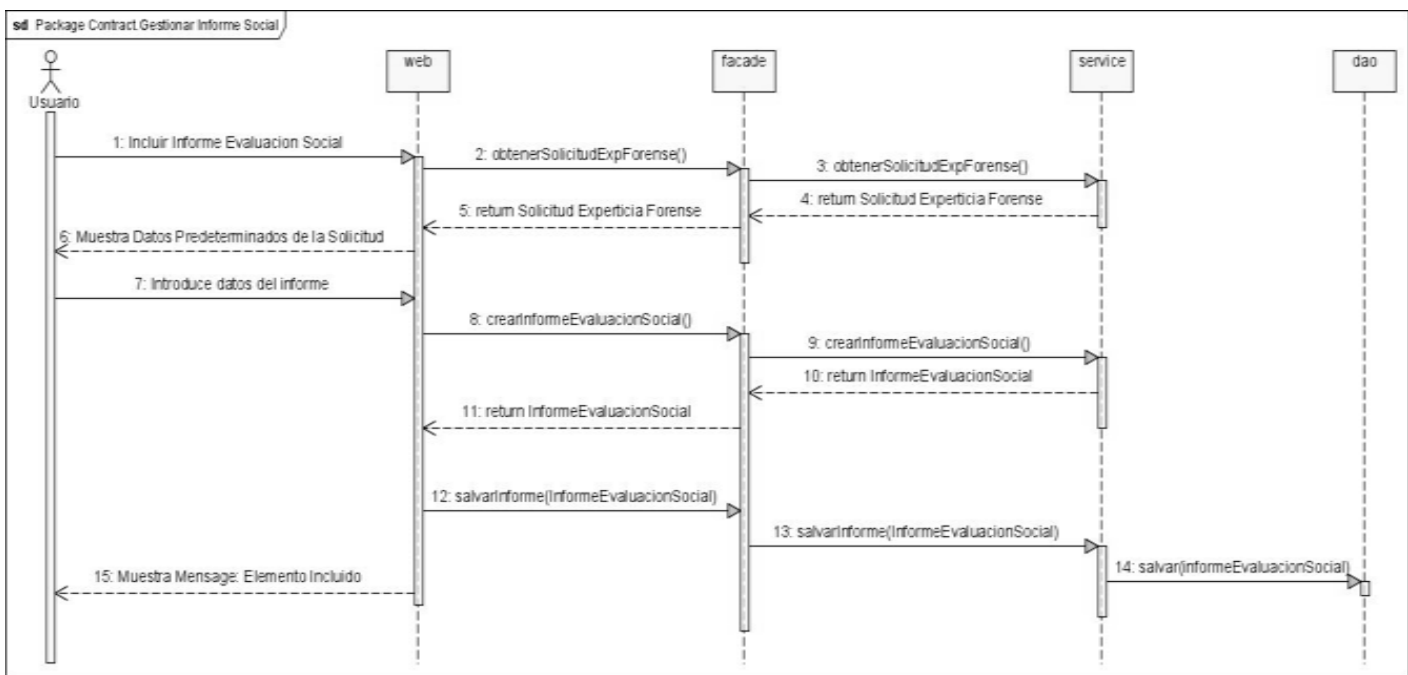 sd Package Contract.Gestionar Informe Social
Usuario
web
facade
service
dao
1: Incluir Informe Evaluacion Social
2: obtenerSolicitudExpForense()
3: obtenerSolicitudExpForense()
4: return Solicitud Experticia Forense
5: return Solicitud Experticia Forense
6: Muestra Datos Predeterminados de la Solicitud
7: Introduce datos del informe
8: crearInformeEvaluacionSocial()
9: crearInformeEvaluacionSocial()
10: return InformeEvaluacionSocial
11: return InformeEvaluacionSocial
12: salvarInforme(InformeEvaluacionSocial)
13: salvarInforme(InformeEvaluacionSocial)
14: salvar(informeEvaluacionSocial)
15: Muestra Mensage: Elemento Incluido